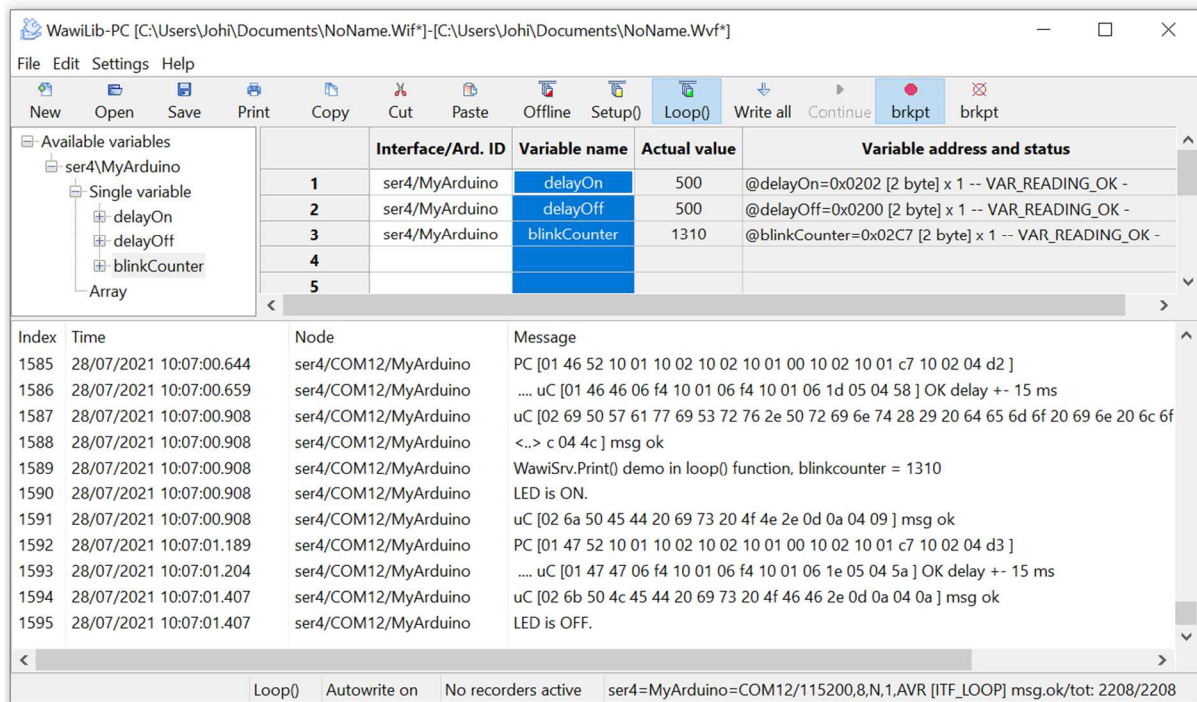 WawiLib-PC [C:\Users\Johi\Documents\NoName.Wif*]-[C:\Users\Johi\Documents\NoName.Wvf*]
File Edit Settings Help
New Open Save Print Copy Cut Paste Offline Setup() Loop() Write all Continue brkpt brkpt
Available variables
ser4\MyArduino
Single variable
delayOn
delayOff
blinkCounter
Array
Interface/Ard. ID Variable name Actual value Variable address and status
1 ser4/MyArduino delayOn 500 @delayOn=0x0202 [2 byte] x 1 -- VAR_READING_OK -
2 ser4/MyArduino delayOff 500 @delayOff=0x0200 [2 byte] x 1 -- VAR_READING_OK -
3 ser4/MyArduino blinkCounter 1310 @blinkCounter=0x02C7 [2 byte] x 1 -- VAR_READING_OK -
4
5
Index Time Node Message
1585 28/07/2021 10:07:00.644 ser4/COM12/MyArduino PC [01 46 52 10 01 10 02 10 02 10 01 00 10 02 10 01 c7 10 02 04 d2 ]
1586 28/07/2021 10:07:00.659 ser4/COM12/MyArduino .... uC [01 46 46 06 f4 10 01 06 f4 10 01 06 1d 05 04 58 ] OK delay +- 15 ms
1587 28/07/2021 10:07:00.908 ser4/COM12/MyArduino uC [02 69 50 57 61 77 69 53 72 76 2e 50 72 69 6e 74 28 29 20 64 65 6d 6f 20 69 6e 20 6c 6f
1588 28/07/2021 10:07:00.908 ser4/COM12/MyArduino <..> c 04 4c ] msg ok
1589 28/07/2021 10:07:00.908 ser4/COM12/MyArduino WawiSrv.Print() demo in loop() function, blinkcounter = 1310
1590 28/07/2021 10:07:00.908 ser4/COM12/MyArduino LED is ON.
1591 28/07/2021 10:07:00.908 ser4/COM12/MyArduino uC [02 6a 50 45 44 20 69 73 20 4f 4e 2e 0d 0a 04 09 ] msg ok
1592 28/07/2021 10:07:01.189 ser4/COM12/MyArduino PC [01 47 52 10 01 10 02 10 02 10 01 00 10 02 10 01 c7 10 02 04 d3 ]
1593 28/07/2021 10:07:01.204 ser4/COM12/MyArduino .... uC [01 47 47 06 f4 10 01 06 f4 10 01 06 1e 05 04 5a ] OK delay +- 15 ms
1594 28/07/2021 10:07:01.407 ser4/COM12/MyArduino uC [02 6b 50 4c 45 44 20 69 73 20 4f 46 46 2e 0d 0a 04 0a ] msg ok
1595 28/07/2021 10:07:01.407 ser4/COM12/MyArduino LED is OFF.
Loop() Autowrite on No recorders active ser4=MyArduino=COM12/115200,8,N,1,AVR [ITF_LOOP] msg.ok/tot: 2208/2208